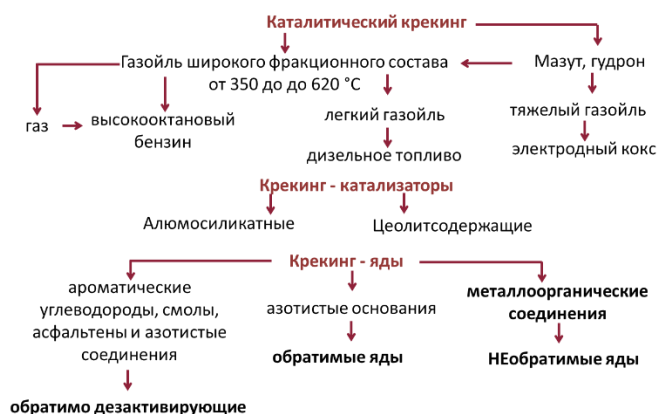 Каталитический крекинг
Газойль широкого фракционного состава
от 350 до до 620 °C
Мазут, гудрон
газ
высокооктановый
бензин
легкий газойль
дизельное топливо
тяжелый газойль
электродный кокс
Крекинг - катализаторы
Алюмосиликатные
Цеолитсодержащие
Крекинг - яды
ароматические
углеводороды, смолы,
асфальтены и азотистые
соединения
обратимо дезактивирующие
азотистые основания
обратимые яды
металлоорганические
соединения
НЕобратимые яды